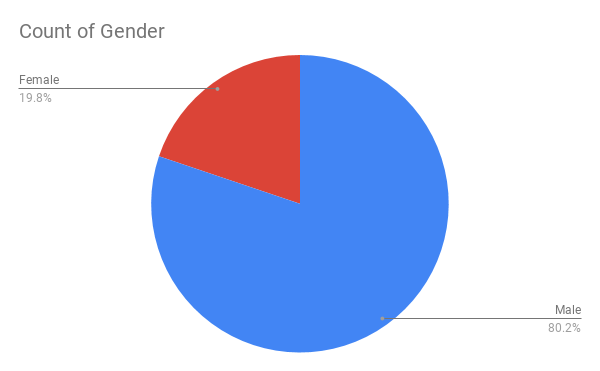 Count of Gender
Female
19.8%
Male
80.2%